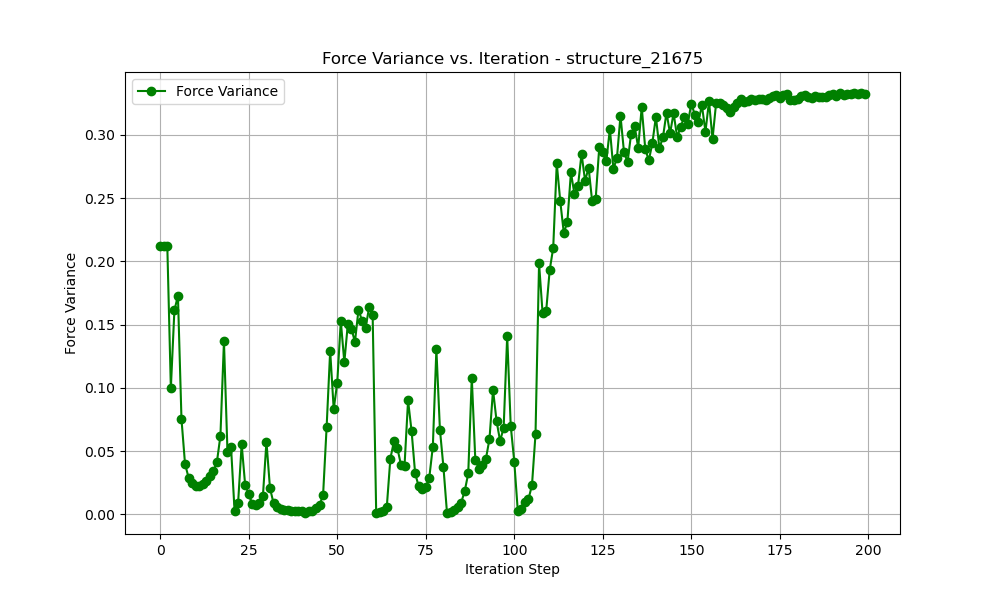 Force Variance vs. Iteration - structure_21675
Force Variance
Force Variance
0.30
0.25
0.20
0.15
0.10
0.05
0.00
0 25 50 75 100 125 150 175 200
Iteration Step